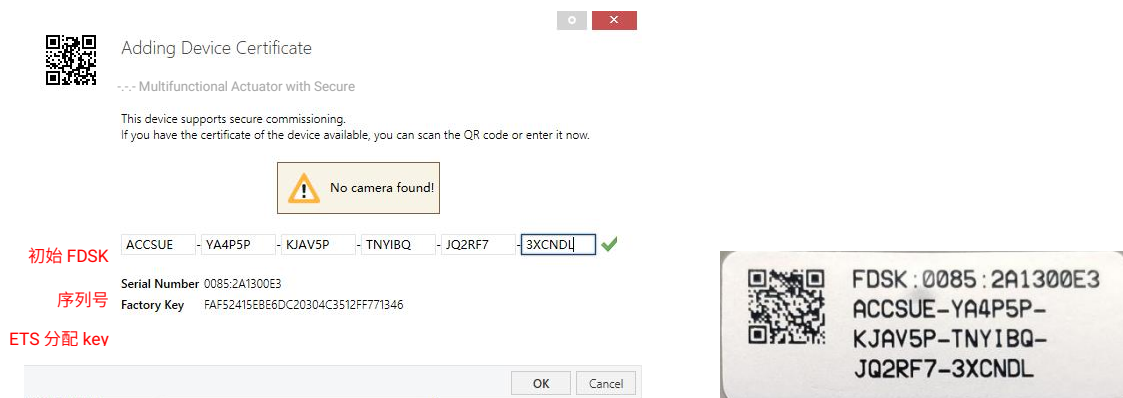 Adding Device Certificate
-.-.- Multifunctional Actuator with Secure
This device supports secure commissioning.
If you have the certificate of the device available, you can scan the QR code or enter it now.
No camera found!
初始 FDSK
ACCSUE - YA4P5P - KJAV5P - TNYIBQ - JQ2RF7 - 3XCNDL
序列号
Serial Number 0085:2A1300E3
Factory Key FAF52415EBE6DC20304C3512FF771346
ETS 分配 key
OK Cancel
FDSK:0085:2A1300E3
ACCSUE-YA4P5P-
KJAV5P-TNYIBQ-
JQ2RF7-3XCNDL